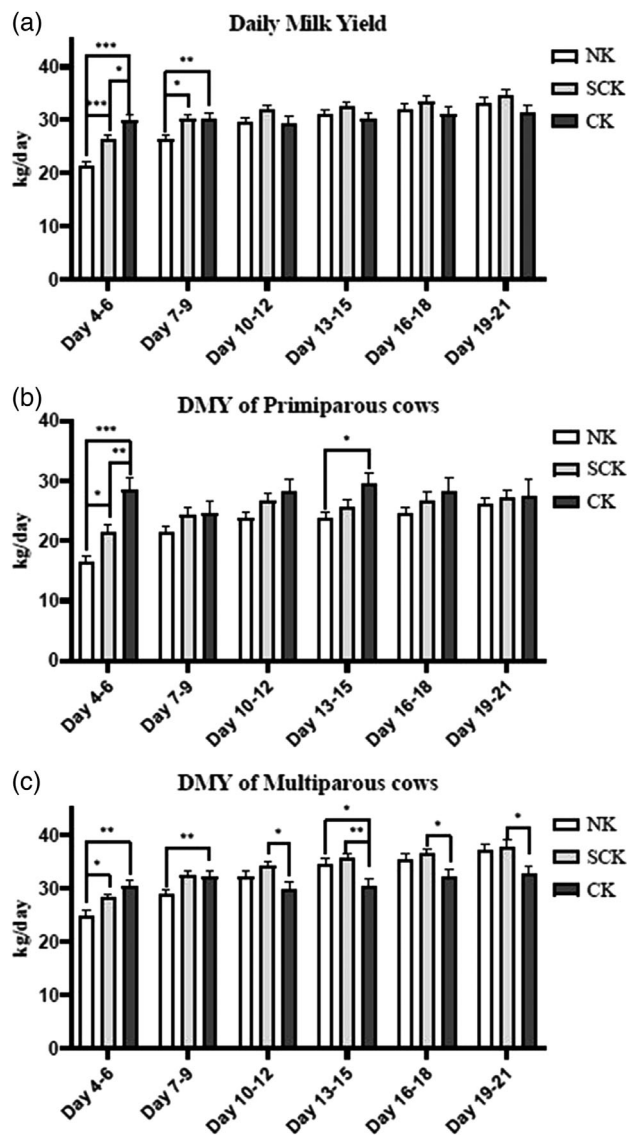 (a)
Daily Milk Yield
kg/day
40
30
20
10
0
***
*
***
**
*
NK
SCK
CK
Day 4-6
Day 7-9
Day 10-12
Day 13-15
Day 16-18
Day 19-21
(b)
DMY of Primiparous cows
kg/day
40
30
20
10
0
***
**
*
*
NK
SCK
CK
Day 4-6
Day 7-9
Day 10-12
Day 13-15
Day 16-18
Day 19-21
(c)
DMY of Multiparous cows
kg/day
40
30
20
10
0
**
*
**
*
*
**
*
*
NK
SCK
CK
Day 4-6
Day 7-9
Day 10-12
Day 13-15
Day 16-18
Day 19-21